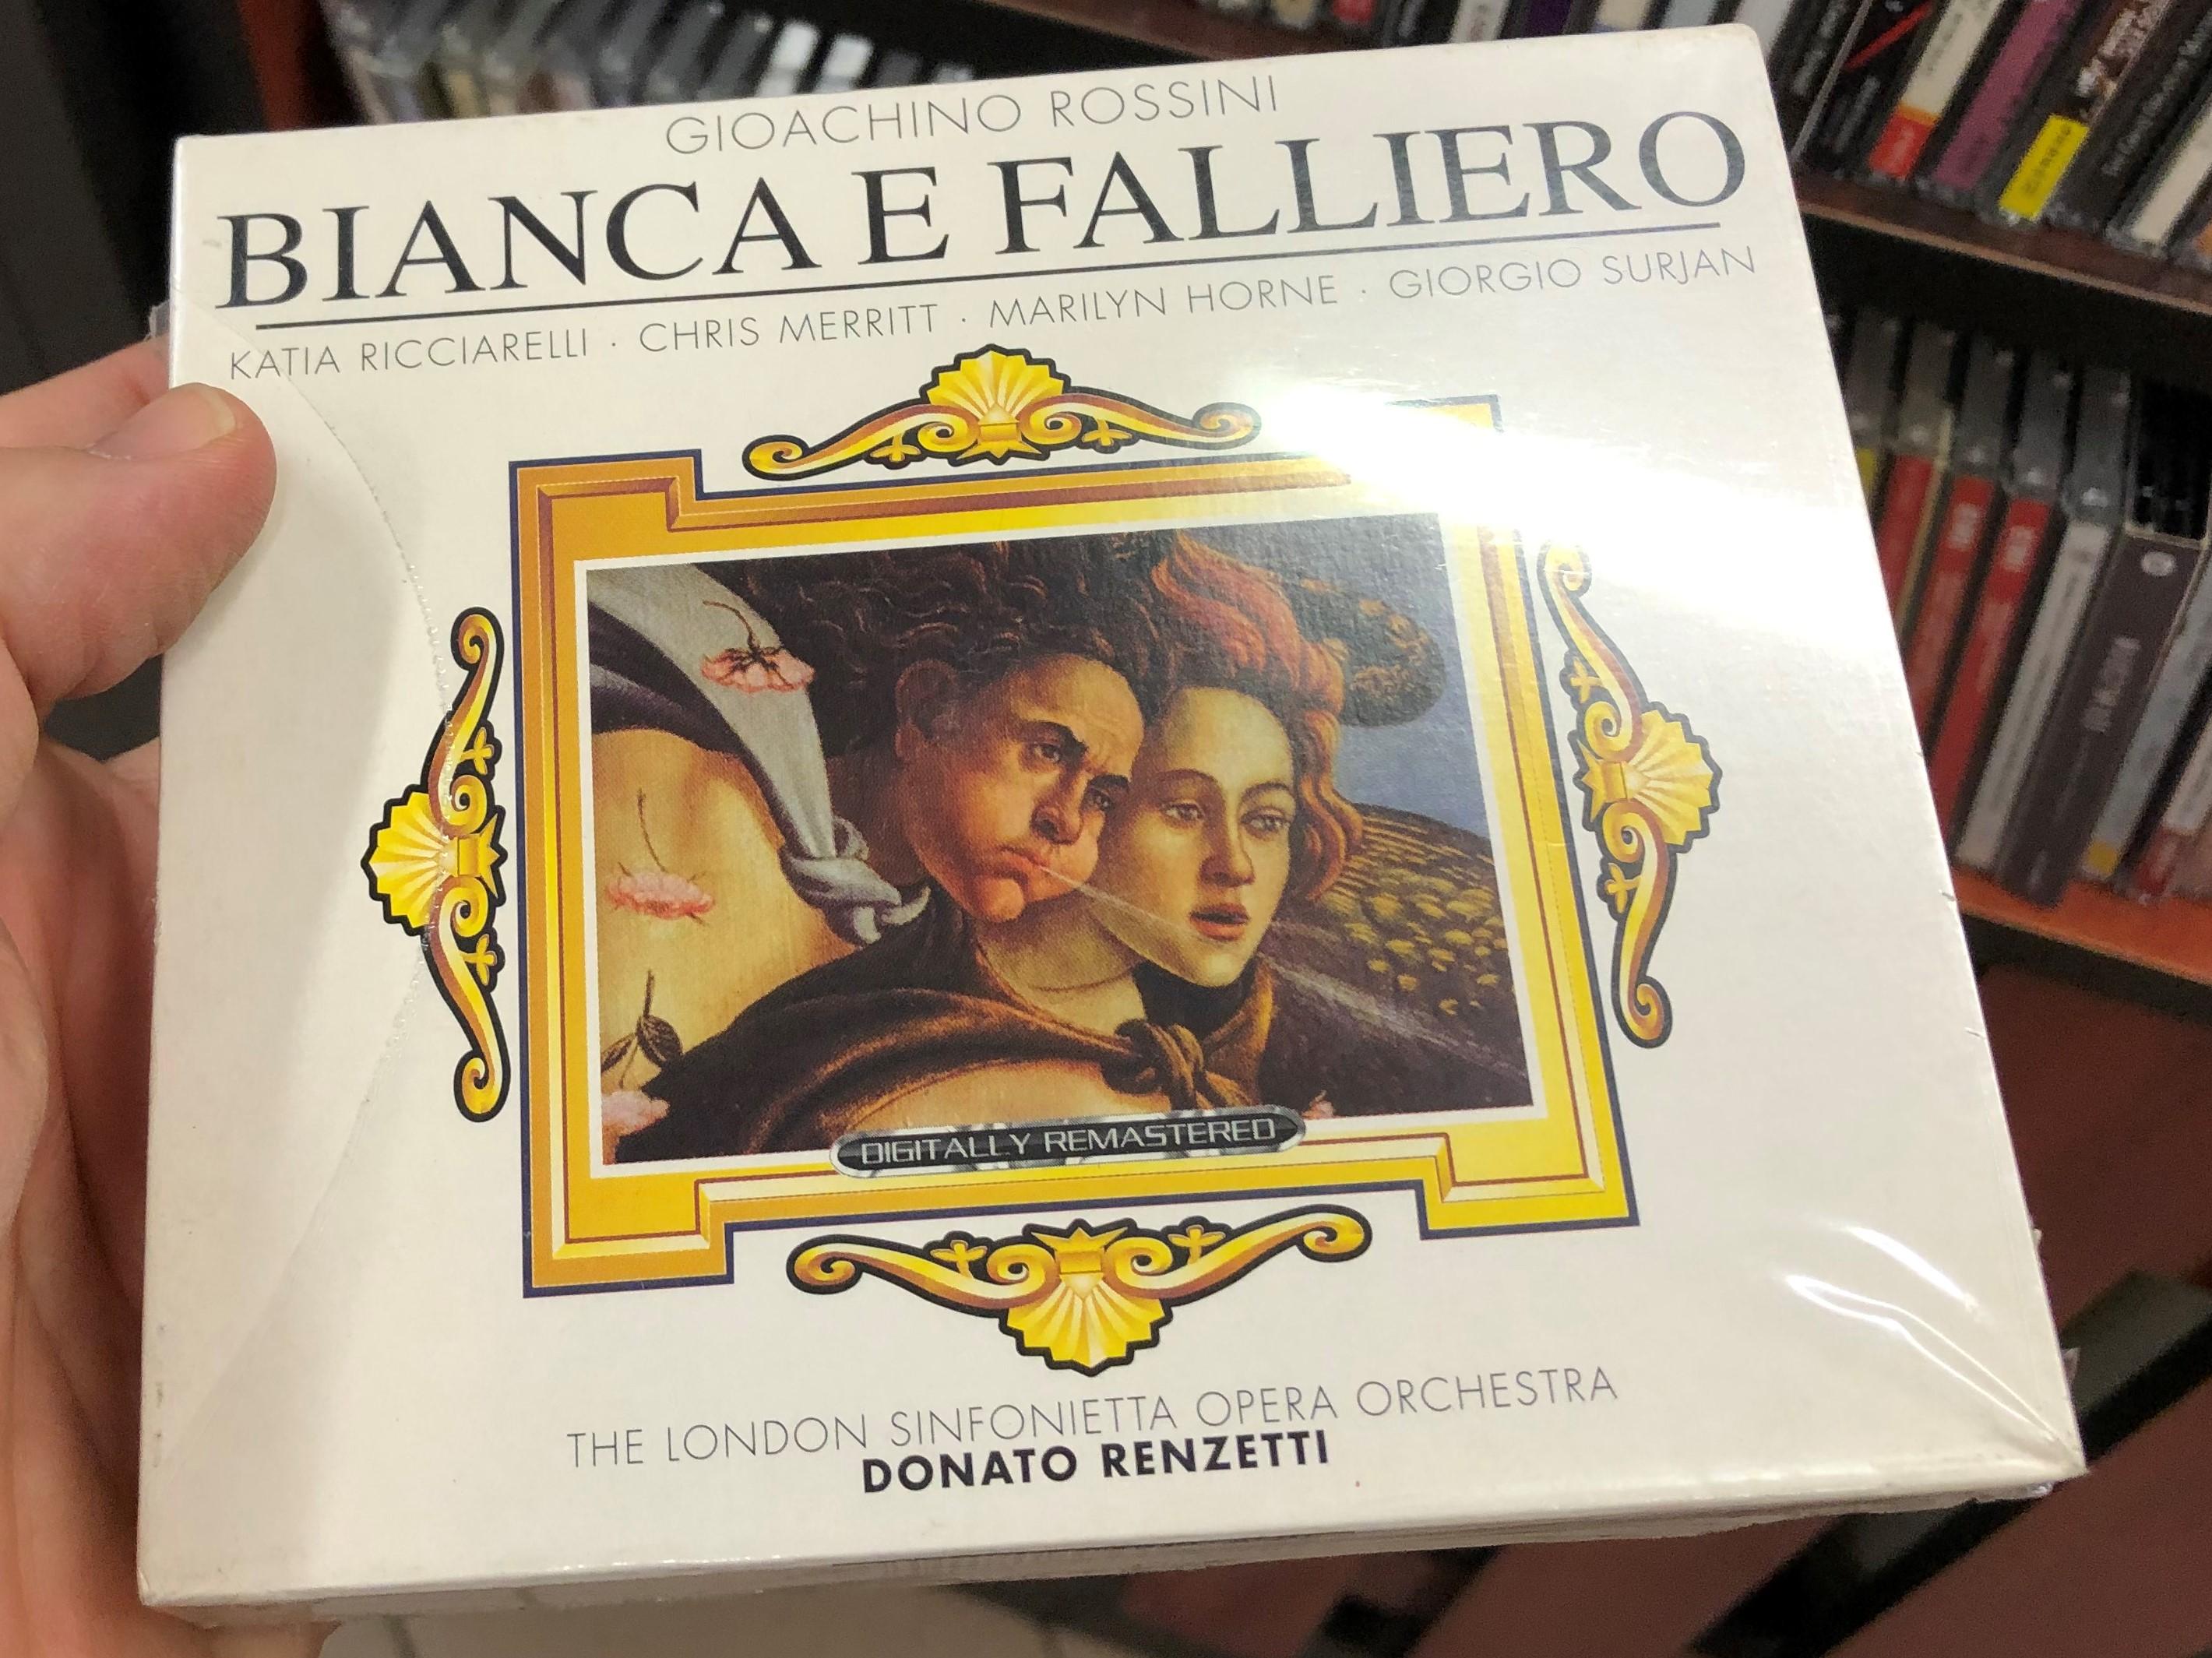 GIOACHINO ROSSINI
BIANCA E FALLIERO
KATIA RICCIARELLI · CHRIS MERRITT · MARILYN HORNE · GIORGIO SURJAN
DIGITALLY REMASTERED
THE LONDON SINFONIETTA OPERA ORCHESTRA
DONATO RENZETTI